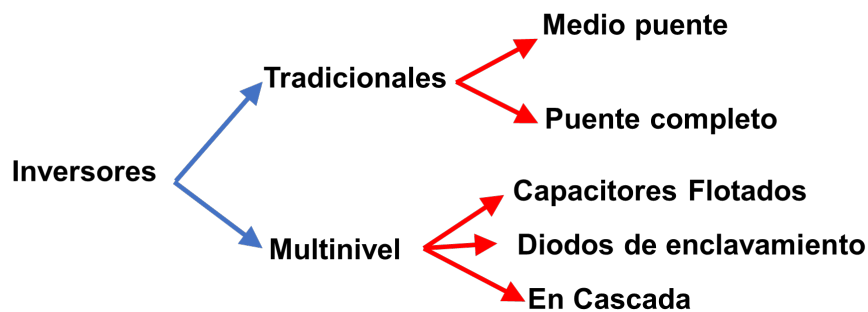 Inversores
Tradicionales
Medio puente
Puente completo
Multinivel
Capacitores Flotados
Diodos de enclavamiento
En Cascada